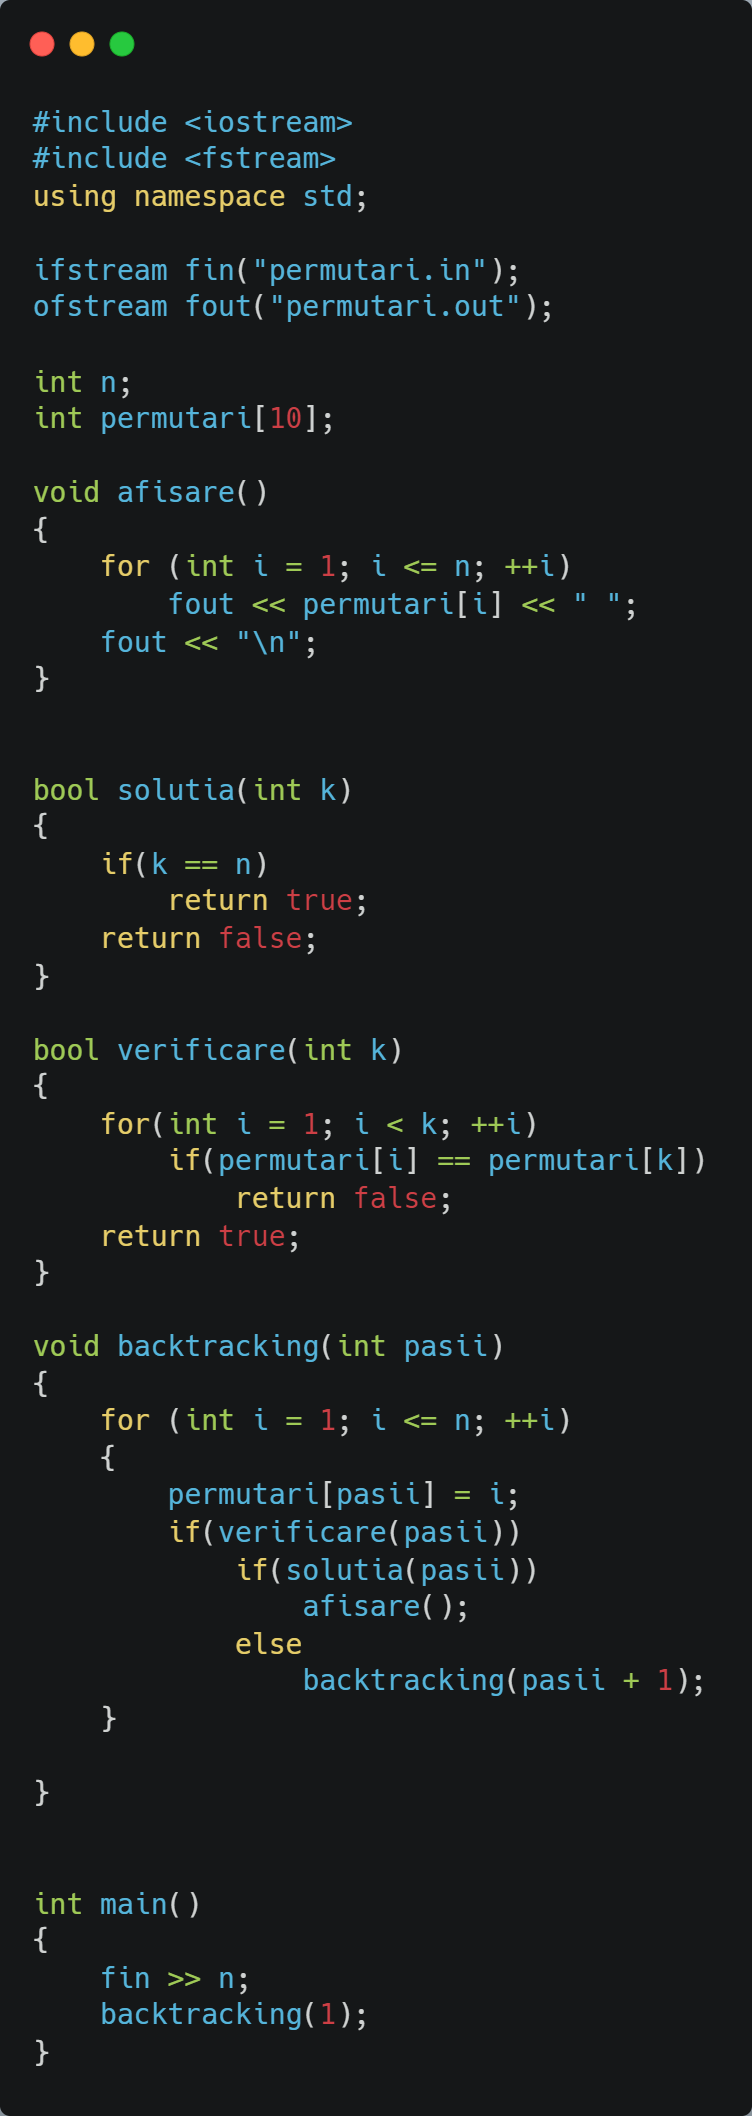 #include <iostream>
#include <fstream>
using namespace std;

ifstream fin("permutari.in");
ofstream fout("permutari.out");

int n;
int permutari[10];

void afisare()
{
    for (int i = 1; i <= n; ++i)
        fout << permutari[i] << " ";
    fout << "\n";
}


bool solutia(int k)
{
    if(k == n)
        return true;
    return false;
}

bool verificare(int k)
{
    for(int i = 1; i < k; ++i)
        if(permutari[i] == permutari[k])
            return false;
    return true;
}

void backtracking(int pasii)
{
    for (int i = 1; i <= n; ++i)
    {
        permutari[pasii] = i;
        if(verificare(pasii))
            if(solutia(pasii))
                afisare();
            else
                backtracking(pasii + 1);
    }

}


int main()
{
    fin >> n;
    backtracking(1);
}